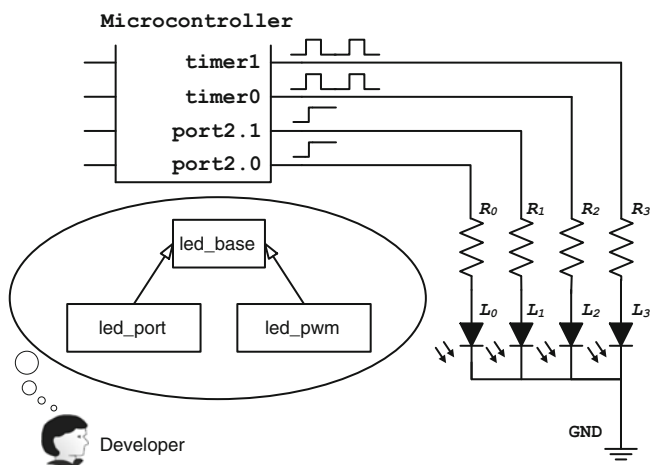 Microcontroller
timer1
timer0
port2.1
port2.0
R0 R1 R2 R3
led_base
led_port led_pwm
L0 L1 L2 L3
GND
Developer